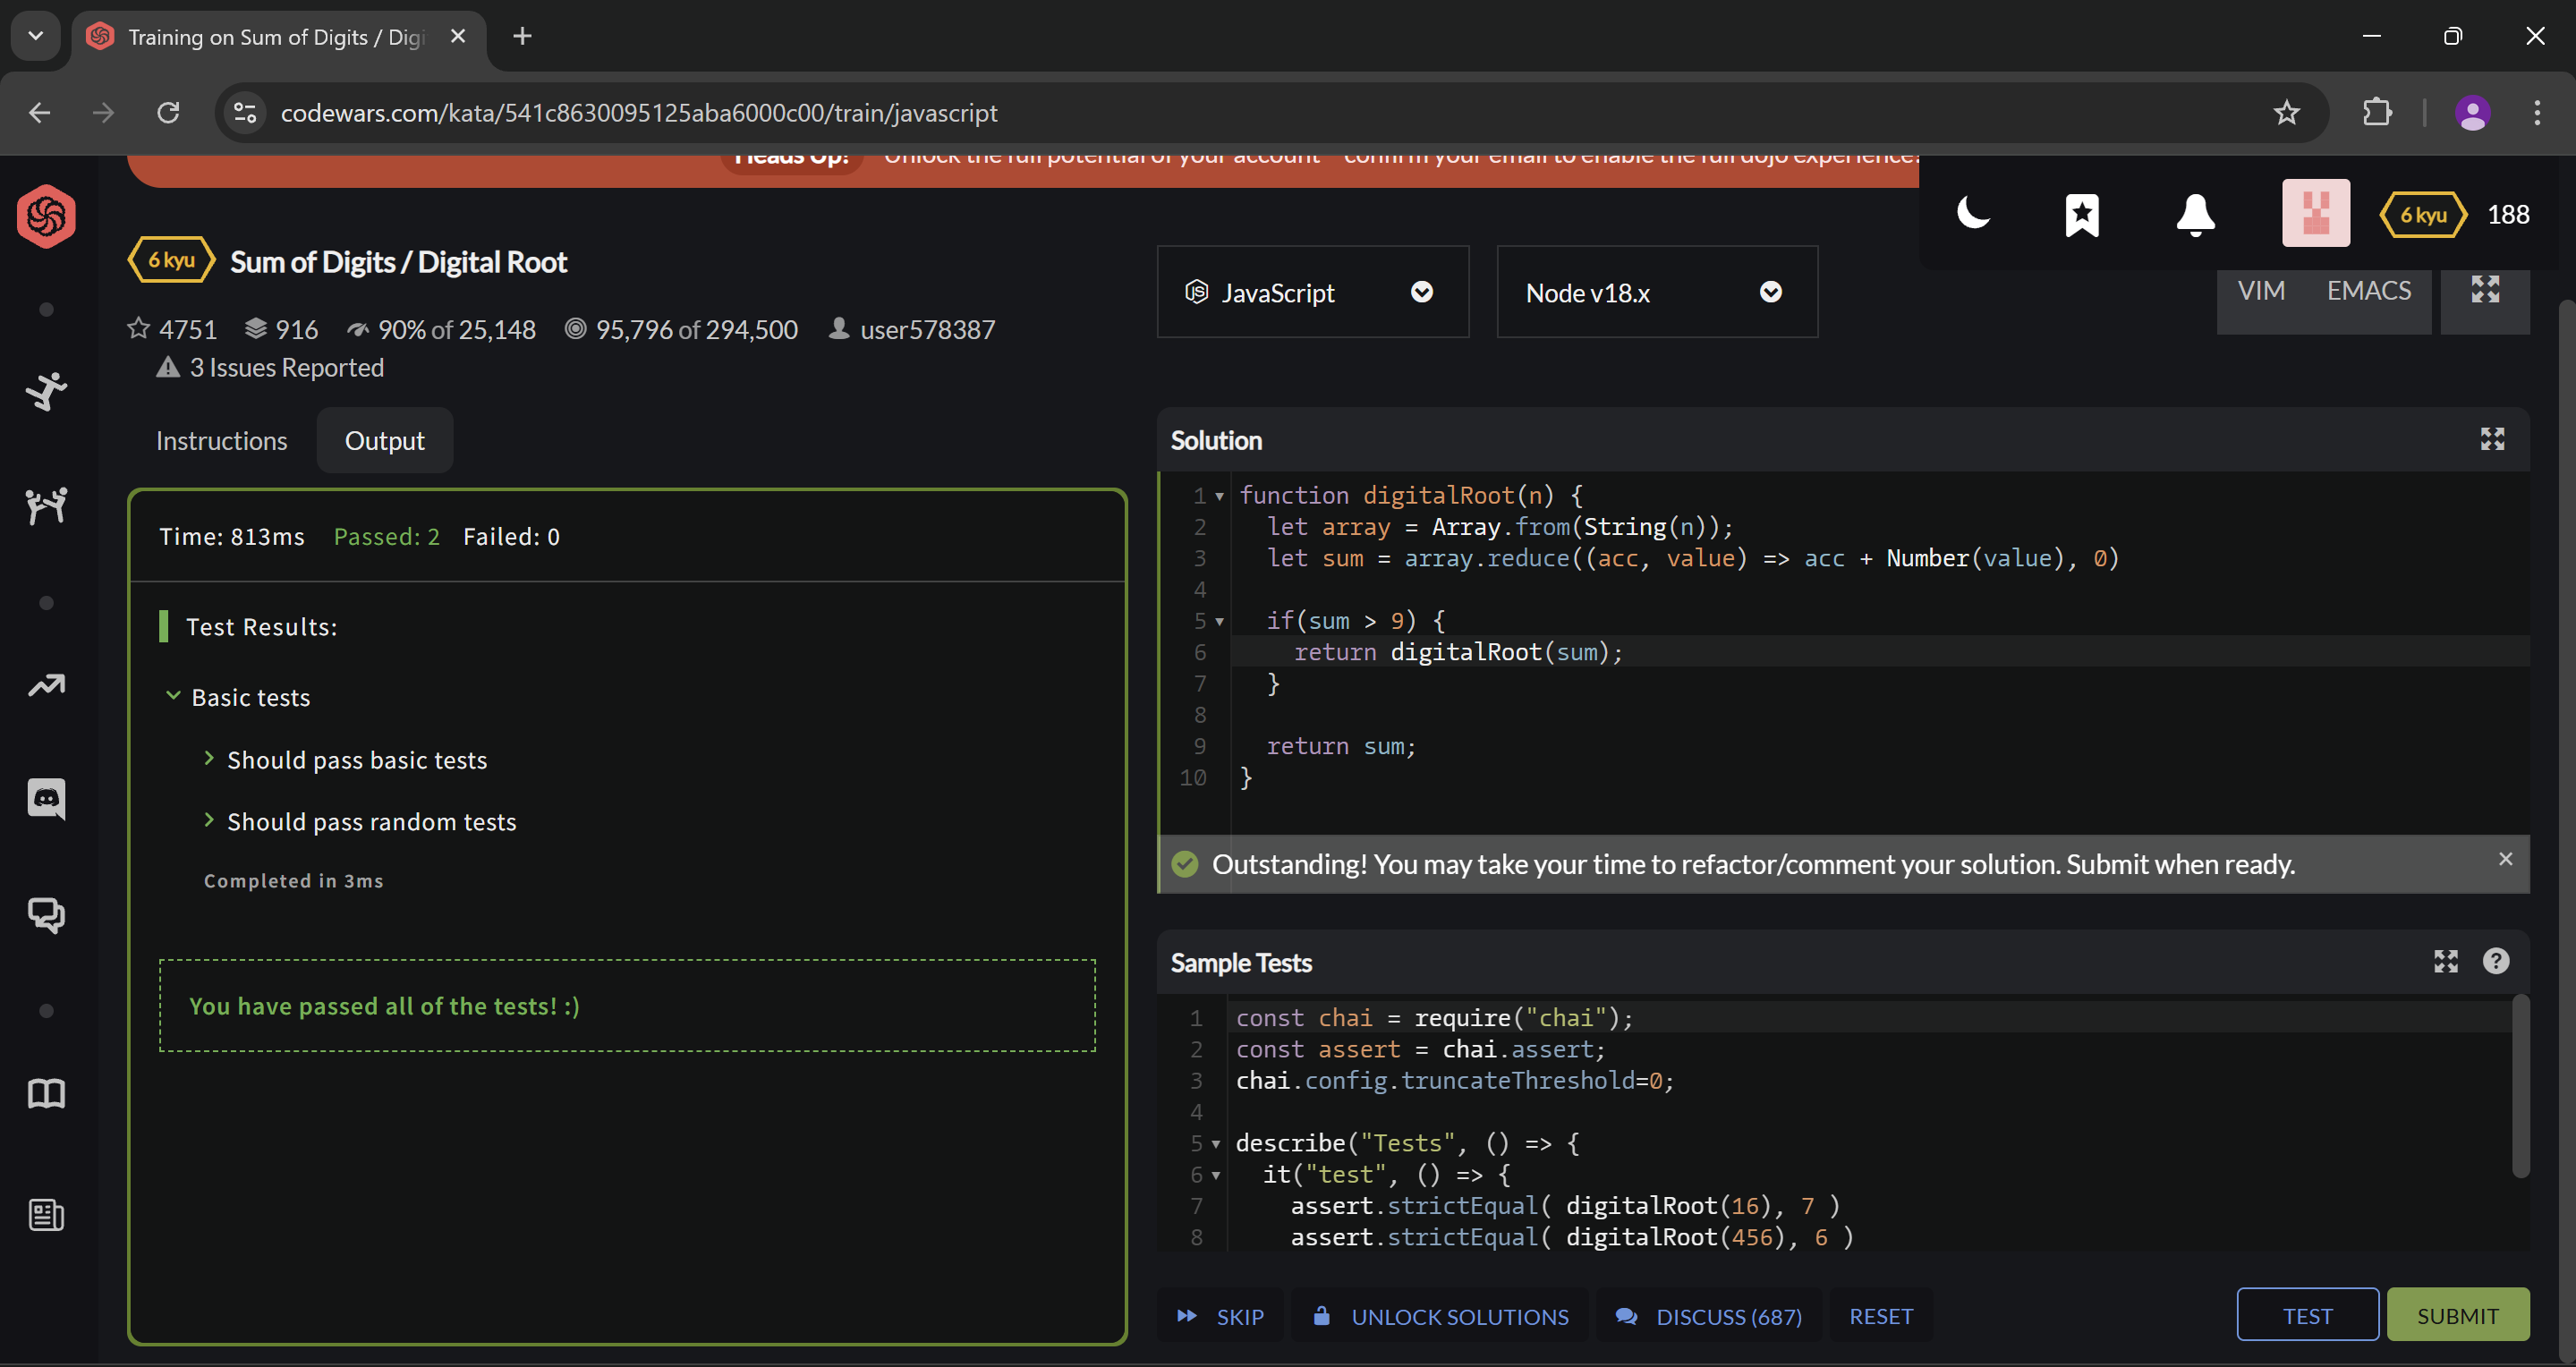 Training on Sum of Digits / Digi
codewars.com/kata/541c8630095125aba6000c00/train/javascript
Heads Up! Unlock the full potential of your account confirm your email to enable the full dojo experience.
6 kyu 188
6 kyu Sum of Digits / Digital Root
4751 916 90% of 25,148 95,796 of 294,500 user578387
3 Issues Reported
JavaScript Node v18.x
VIM EMACS
Instructions Output
Time: 813ms Passed: 2 Failed: 0
Test Results:
Basic tests
Should pass basic tests
Should pass random tests
Completed in 3ms
You have passed all of the tests! :)
Solution
1 function digitalRoot(n) {
2 let array = Array.from(String(n));
3 let sum = array.reduce((acc, value) => acc + Number(value), 0)
4
5 if(sum > 9) {
6 return digitalRoot(sum);
7 }
8
9 return sum;
10 }
Outstanding! You may take your time to refactor/comment your solution. Submit when ready.
Sample Tests
1 const chai = require("chai");
2 const assert = chai.assert;
3 chai.config.truncateThreshold=0;
4
5 describe("Tests", () => {
6 it("test", () => {
7 assert.strictEqual( digitalRoot(16), 7 )
8 assert.strictEqual( digitalRoot(456), 6 )
SKIP UNLOCK SOLUTIONS DISCUSS (687) RESET TEST SUBMIT